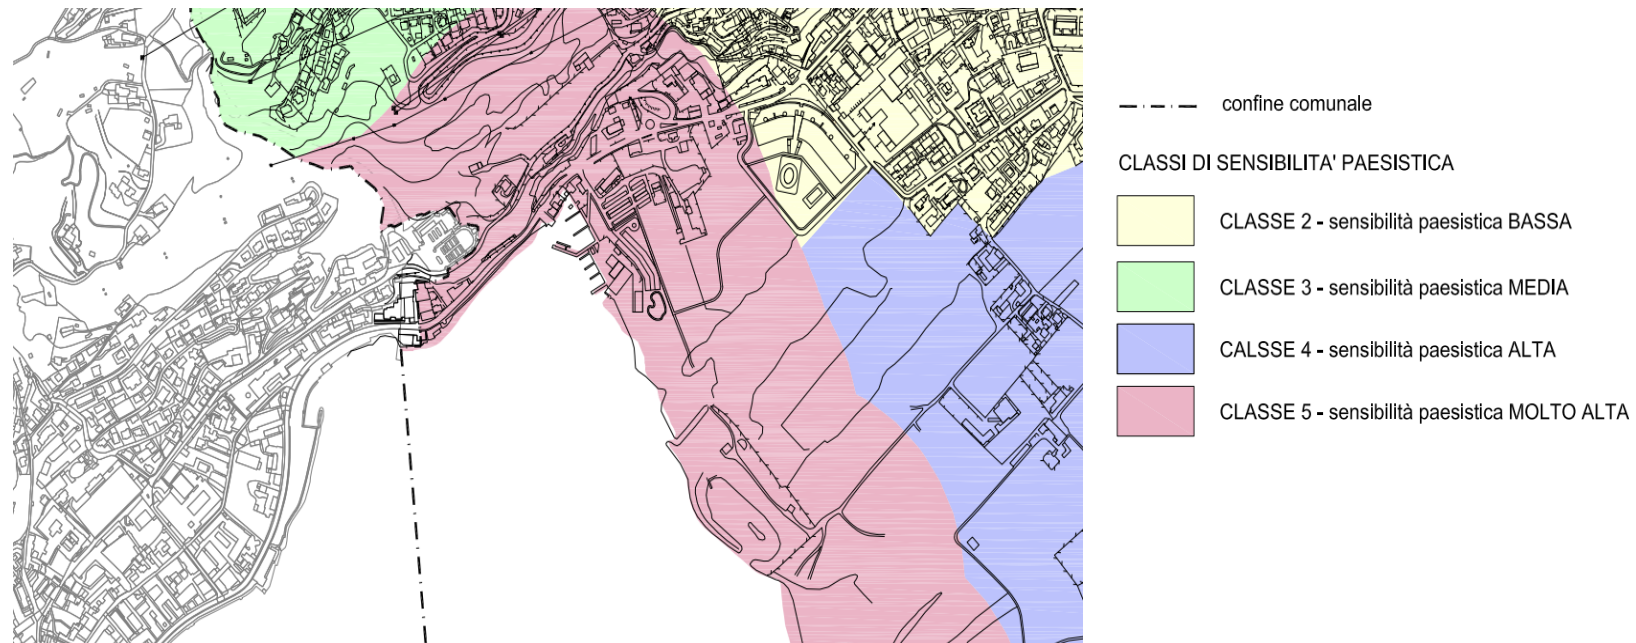 confine comunale
CLASSI DI SENSIBILITA' PAESISTICA
CLASSE 2 - sensibilità paesistica BASSA
CLASSE 3 - sensibilità paesistica MEDIA
CALSSE 4 - sensibilità paesistica ALTA
CLASSE 5 - sensibilità paesistica MOLTO ALTA